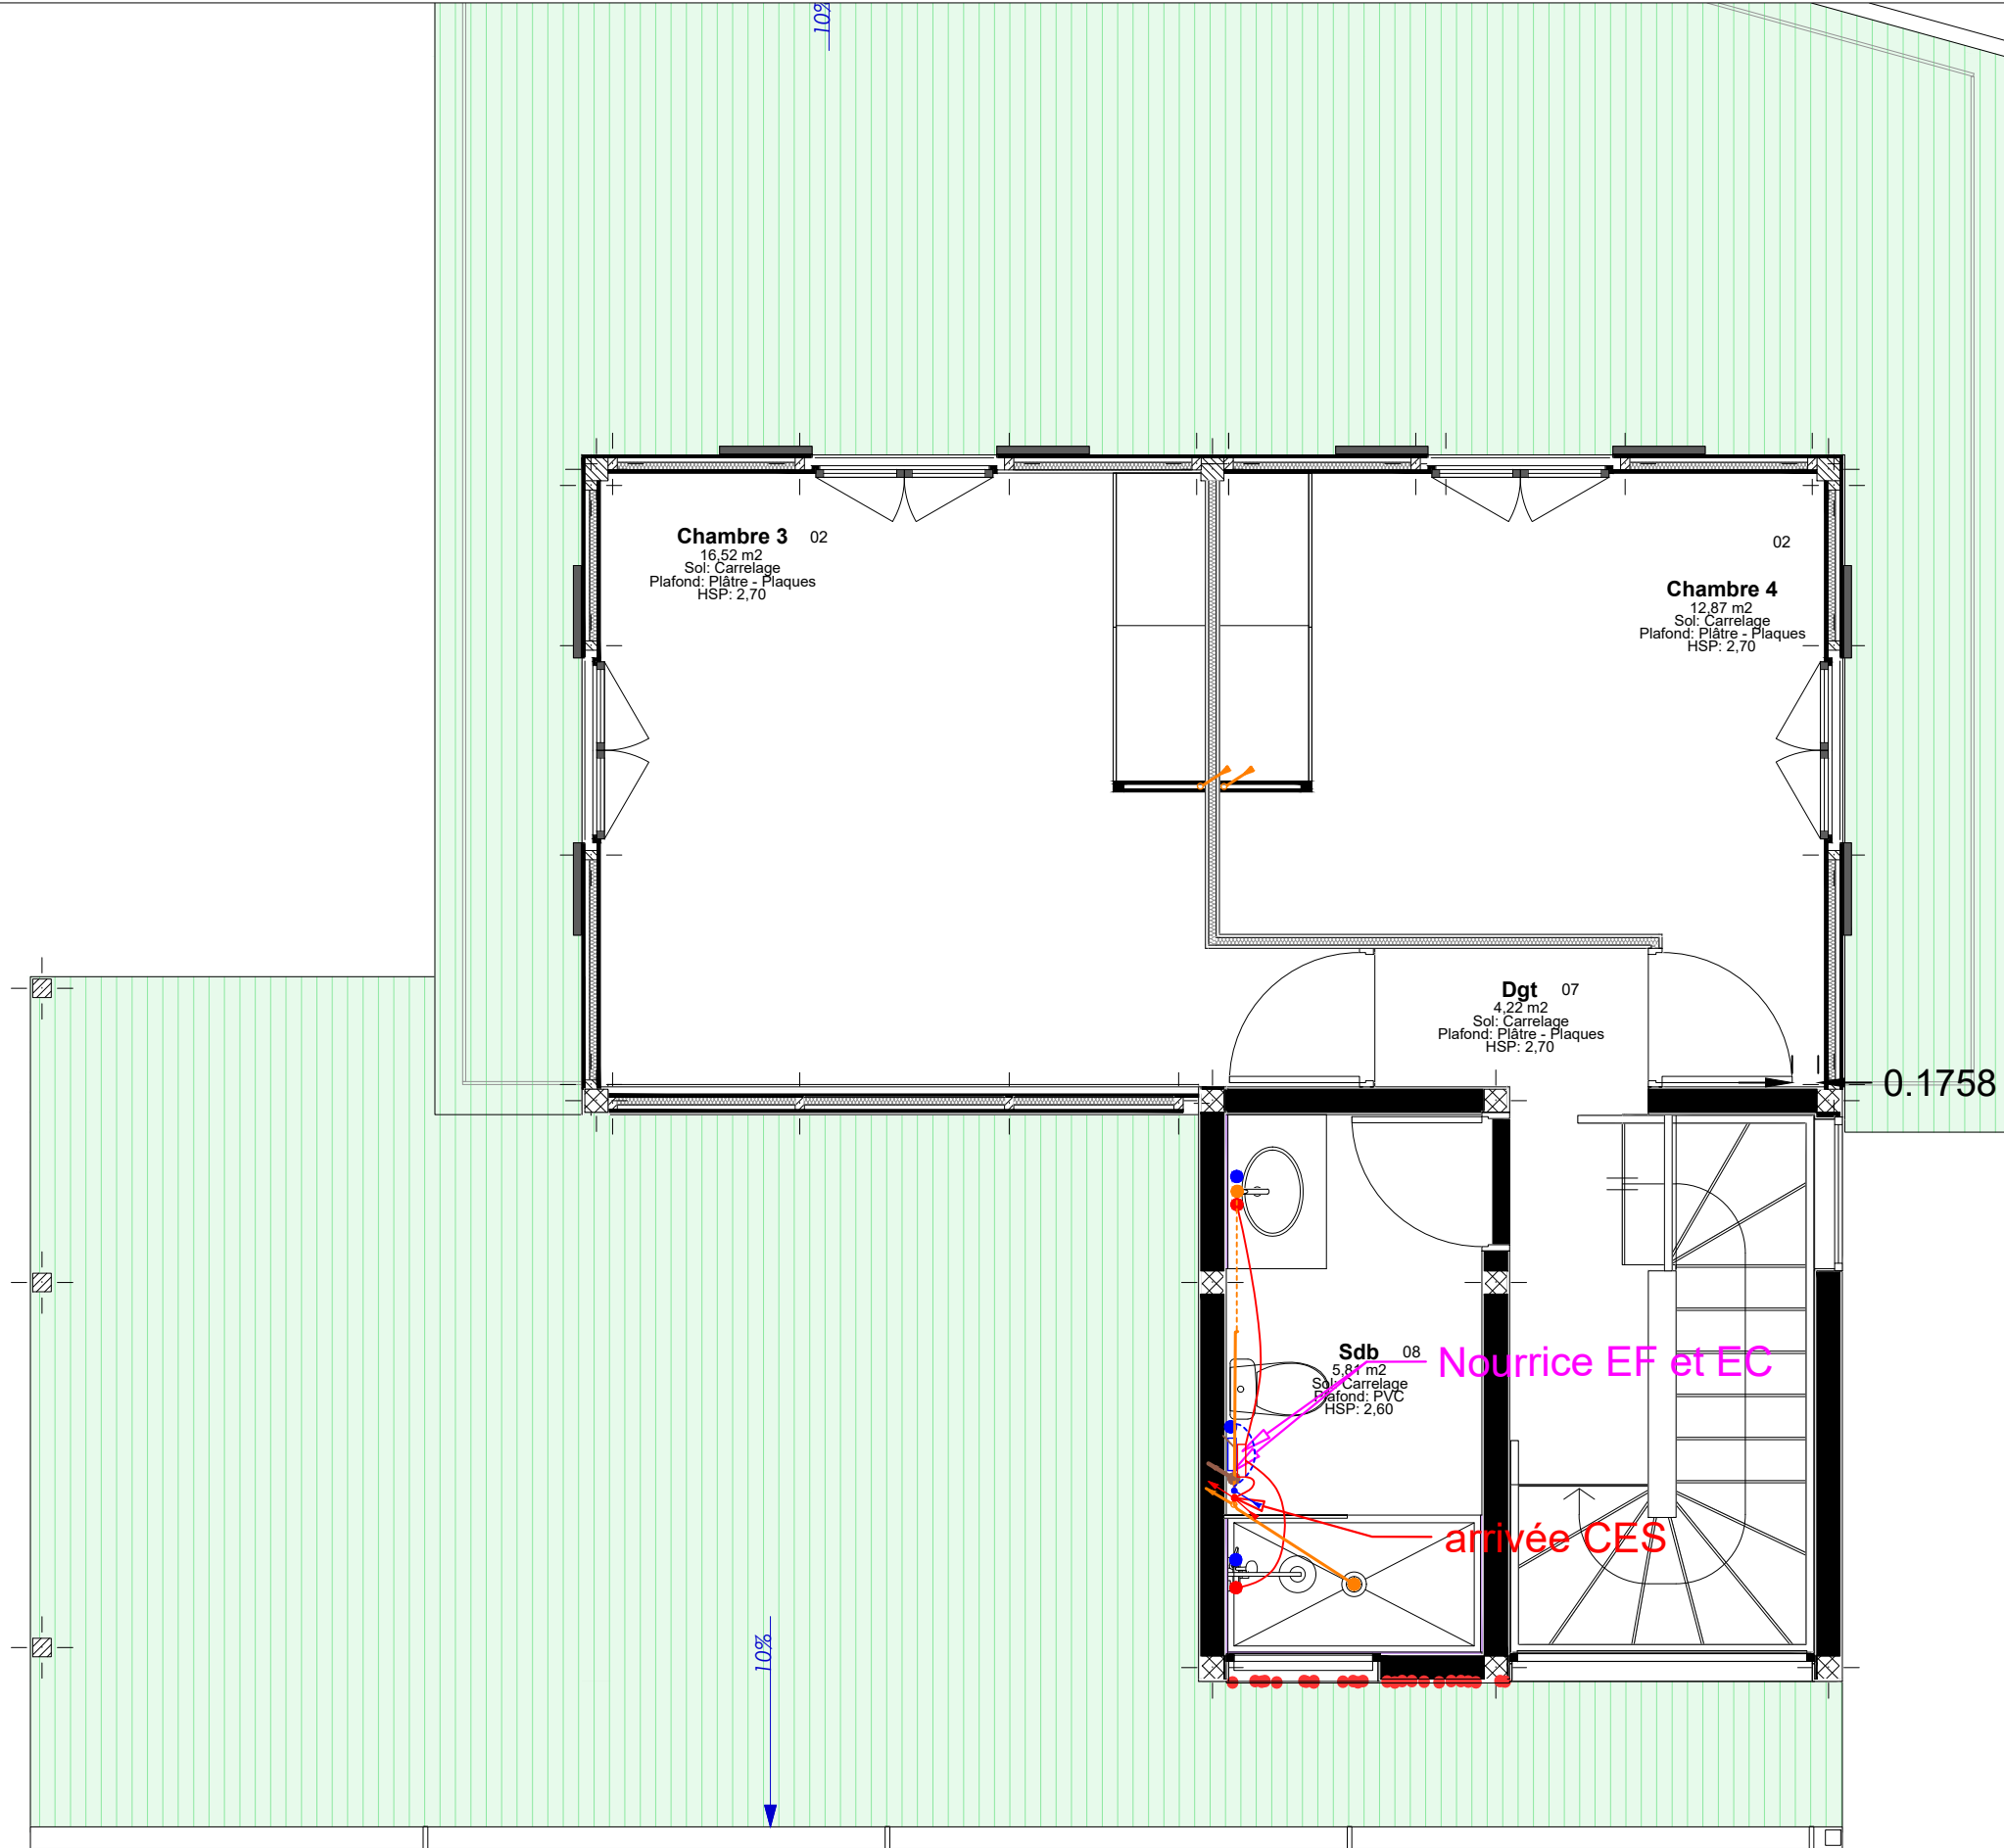 10%
Chambre 3 02
16,52 m2
Sol: Carrelage
Plafond: Plâtre - Plaques
HSP: 2,70
02
Chambre 4
12,87 m2
Sol: Carrelage
Plafond: Plâtre - Plaques
HSP: 2,70
Dgt 07
4,22 m2
Sol: Carrelage
Plafond: Plâtre - Plaques
HSP: 2,70
0.1758
Sdb 08
5,81 m2
Sol: Carrelage
Plafond: PVC
HSP: 2,60
Nourrice EF et EC
arrivée CES
10%